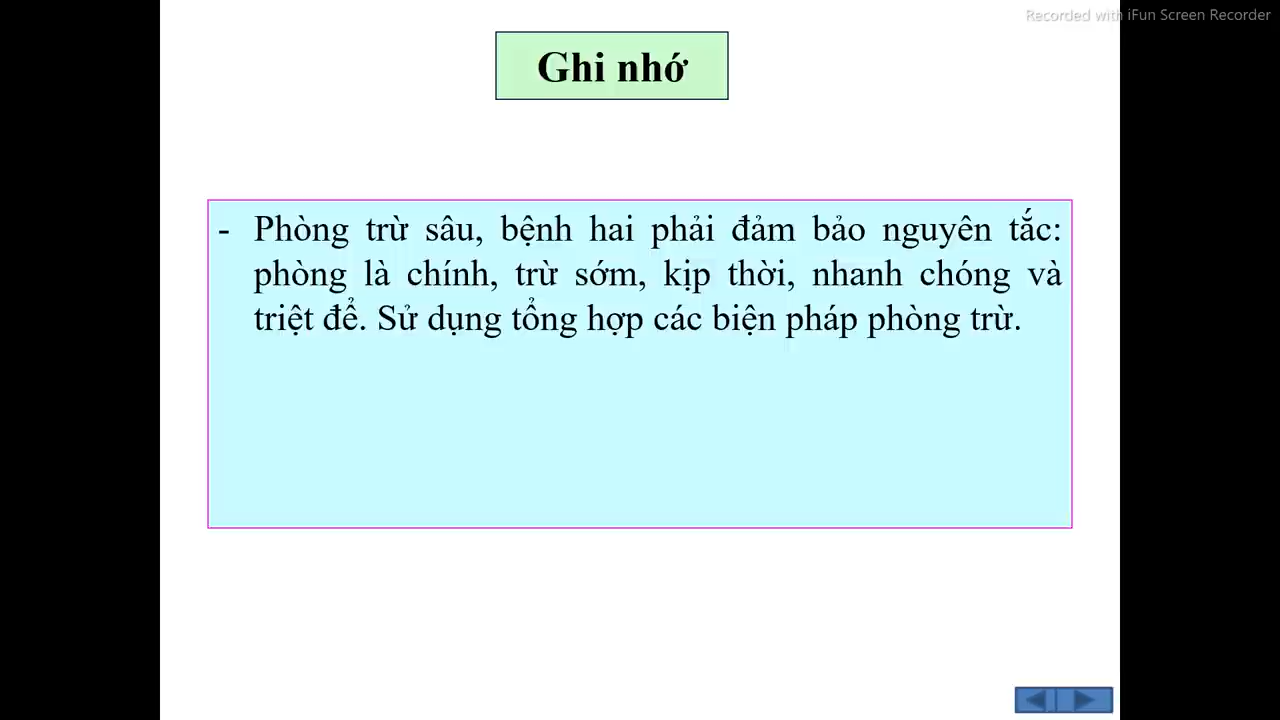 Recorded with iFun Screen Recorder
Ghi nhớ
- Phòng trừ sâu, bệnh hai phải đảm bảo nguyên tắc:
phòng là chính, trừ sớm, kịp thời, nhanh chóng và
triệt để. Sử dụng tổng hợp các biện pháp phòng trừ.